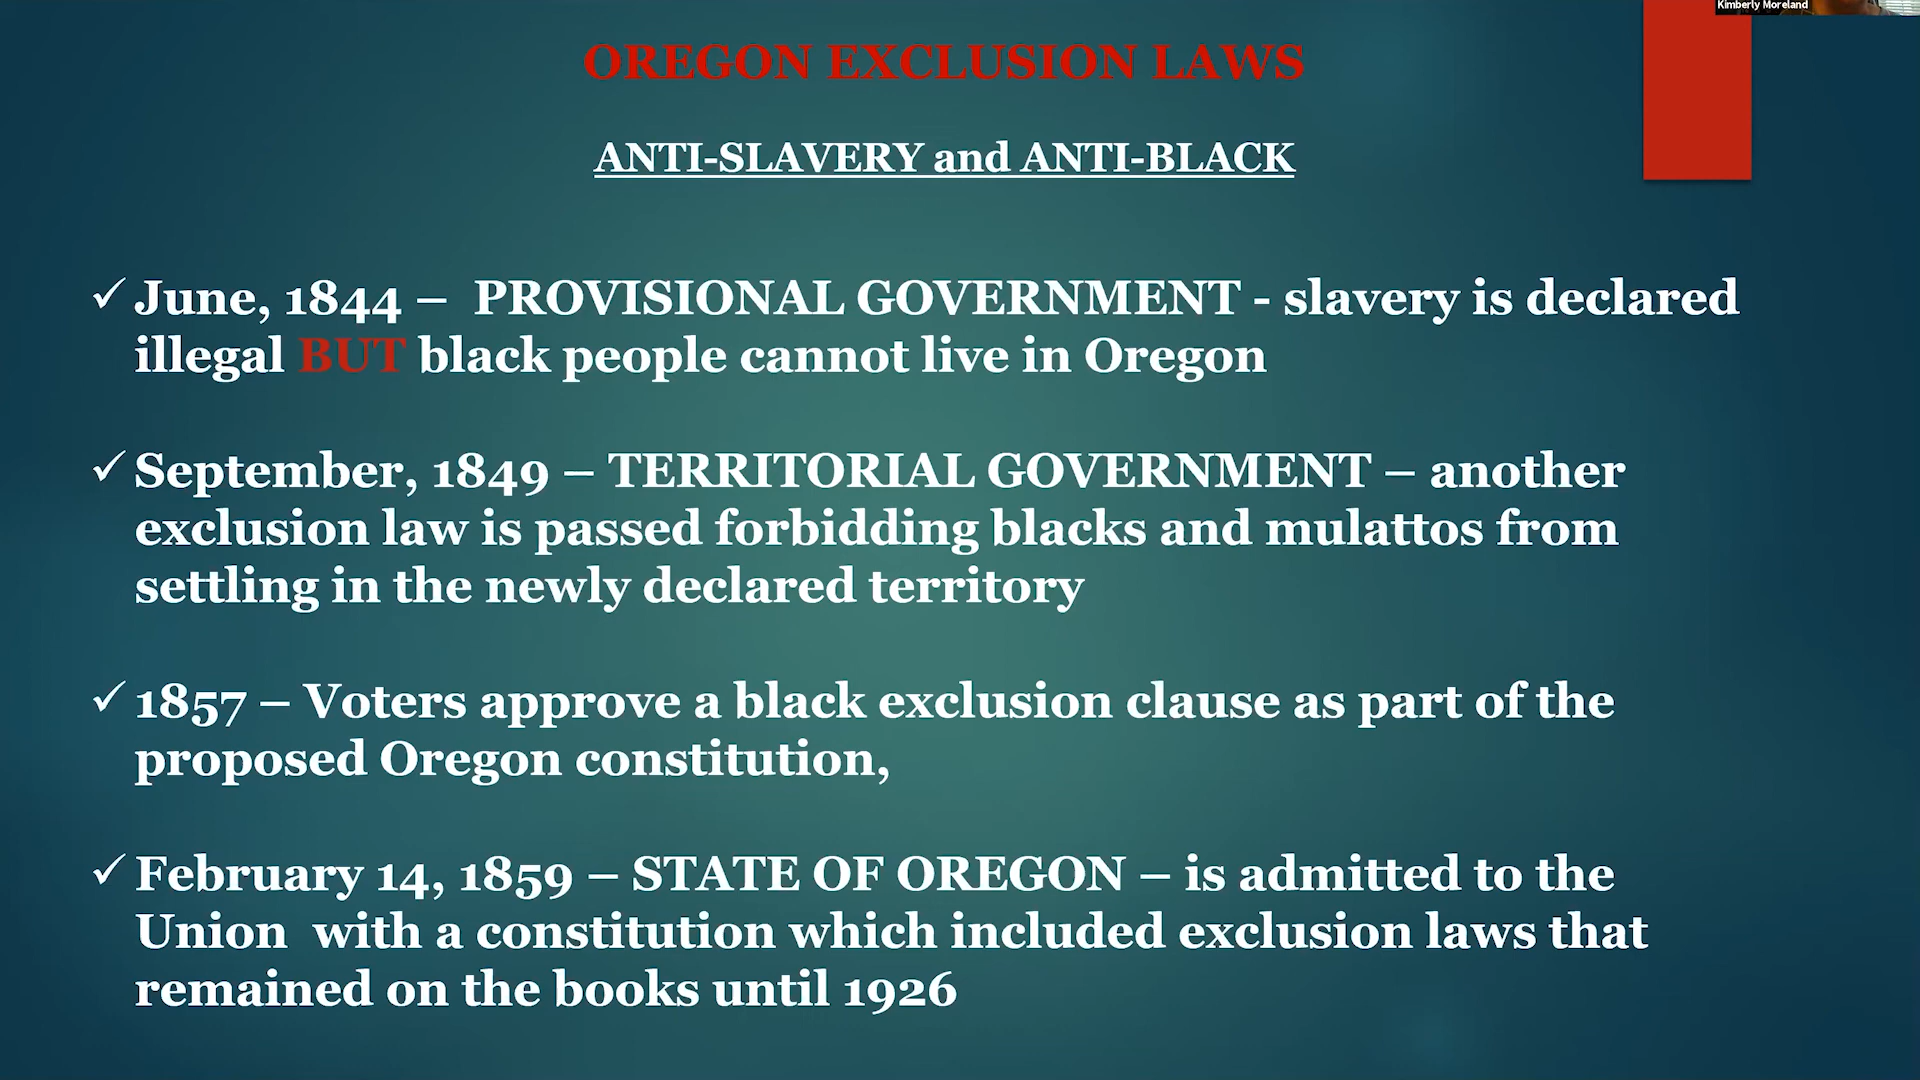 Kimberly Moreland
OREGON EXCLUSION LAWS
ANTI-SLAVERY and ANTI-BLACK
✓ June, 1844 –  PROVISIONAL GOVERNMENT - slavery is declared
illegal BUT black people cannot live in Oregon
✓ September, 1849 – TERRITORIAL GOVERNMENT – another
exclusion law is passed forbidding blacks and mulattos from
settling in the newly declared territory
✓ 1857 – Voters approve a black exclusion clause as part of the
proposed Oregon constitution,
✓ February 14, 1859 – STATE OF OREGON – is admitted to the
Union  with a constitution which included exclusion laws that
remained on the books until 1926